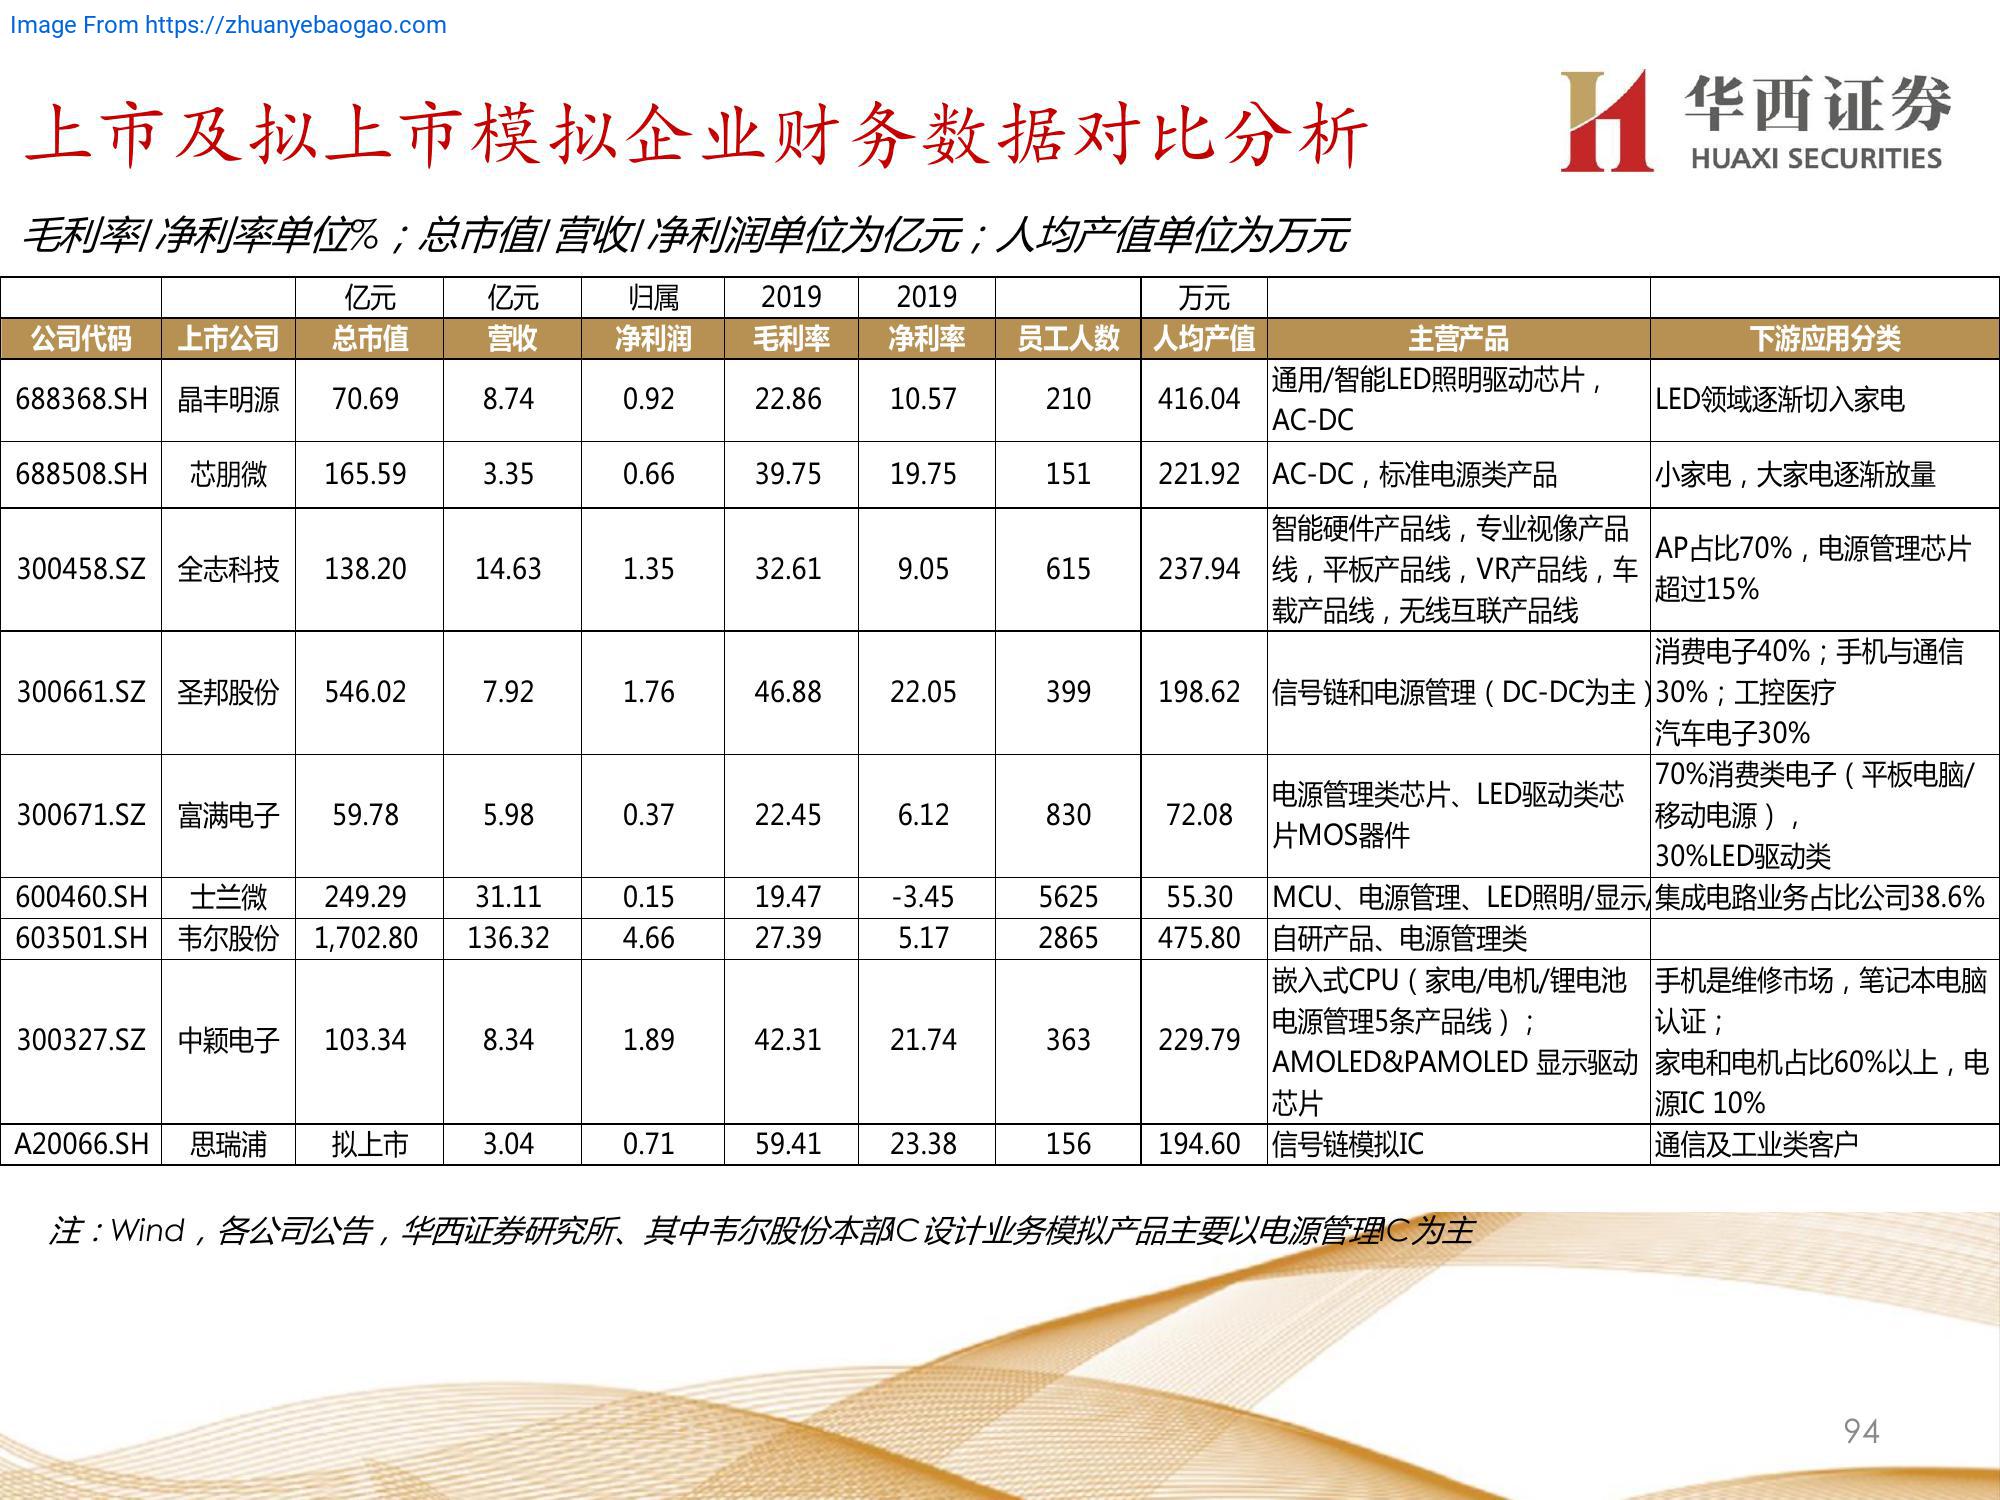 Image From https://zhuanyebaogao.com
上市及拟上市模拟企业财务数据对比分析
华西证券
HUAXI SECURITIES
毛利率/净利率单位%；总市值/营收/净利润单位为亿元；人均产值单位为万元
亿元 亿元 归属 2019 2019 万元
公司代码 上市公司 总市值 营收 净利润 毛利率 净利率 员工人数 人均产值 主营产品 下游应用分类
688368.SH 晶丰明源 70.69 8.74 0.92 22.86 10.57 210 416.04 通用/智能LED照明驱动芯片，
AC-DC LED领域逐渐切入家电
688508.SH 芯朋微 165.59 3.35 0.66 39.75 19.75 151 221.92 AC-DC，标准电源类产品 小家电，大家电逐渐放量
300458.SZ 全志科技 138.20 14.63 1.35 32.61 9.05 615 237.94 智能硬件产品线，专业视像产品
线，平板产品线，VR产品线，车
载产品线，无线互联产品线 AP占比70%，电源管理芯片
超过15%
300661.SZ 圣邦股份 546.02 7.92 1.76 46.88 22.05 399 198.62 信号链和电源管理（DC-DC为主） 消费电子40%；手机与通信
30%；工控医疗
汽车电子30%
300671.SZ 富满电子 59.78 5.98 0.37 22.45 6.12 830 72.08 电源管理类芯片、LED驱动类芯
片MOS器件 70%消费类电子（平板电脑/
移动电源），
30%LED驱动类
600460.SH 士兰微 249.29 31.11 0.15 19.47 -3.45 5625 55.30 MCU、电源管理、LED照明/显示/ 集成电路业务占比公司38.6%
603501.SH 韦尔股份 1,702.80 136.32 4.66 27.39 5.17 2865 475.80 自研产品、电源管理类
300327.SZ 中颖电子 103.34 8.34 1.89 42.31 21.74 363 229.79 嵌入式CPU（家电/电机/锂电池
电源管理5条产品线）；
AMOLED&PAMOLED 显示驱动
芯片 手机是维修市场，笔记本电脑
认证；
家电和电机占比60%以上，电
源IC 10%
A20066.SH 思瑞浦 拟上市 3.04 0.71 59.41 23.38 156 194.60 信号链模拟IC 通信及工业类客户
注：Wind，各公司公告，华西证券研究所、其中韦尔股份本部IC设计业务模拟产品主要以电源管理IC为主
94